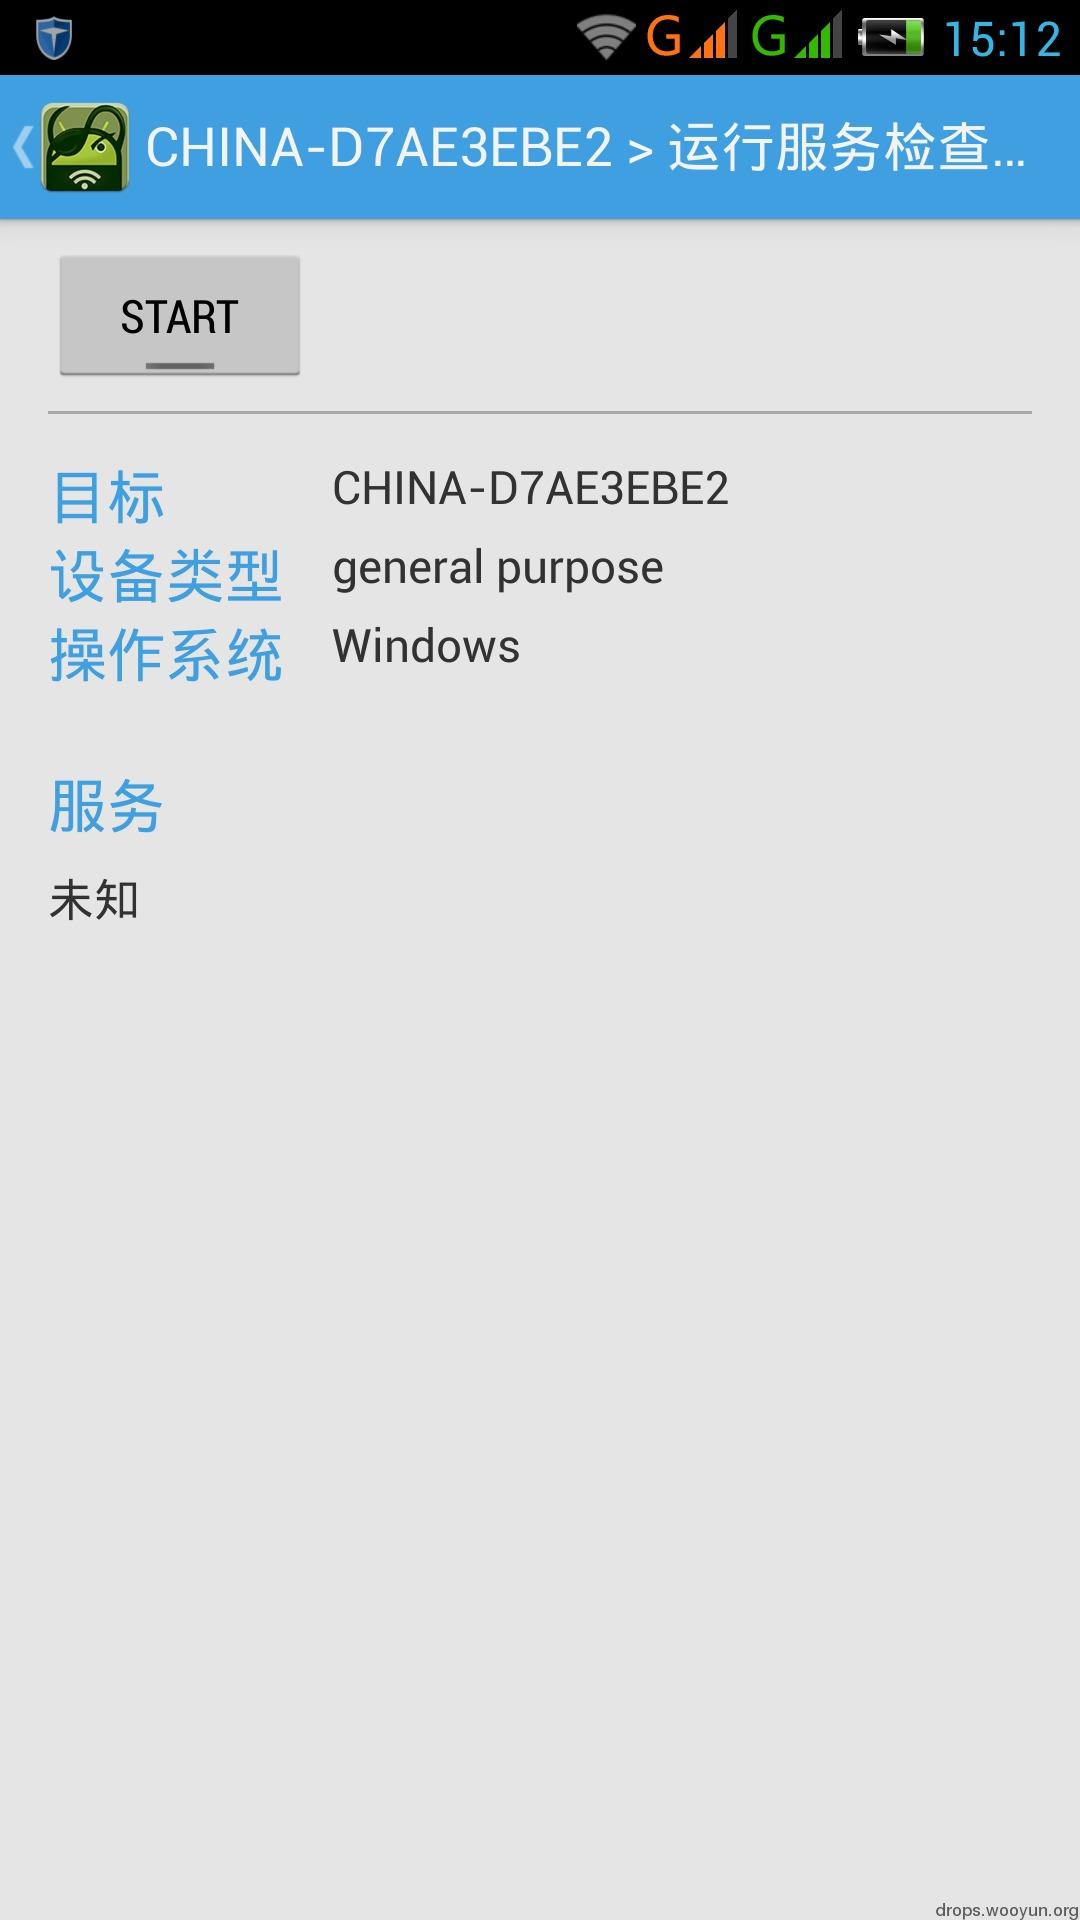 G G 15:12
CHINA-D7AE3EBE2 > 运行服务检查...
START
目标 CHINA-D7AE3EBE2
设备类型 general purpose
操作系统 Windows
服务
未知
drops.wooyun.org